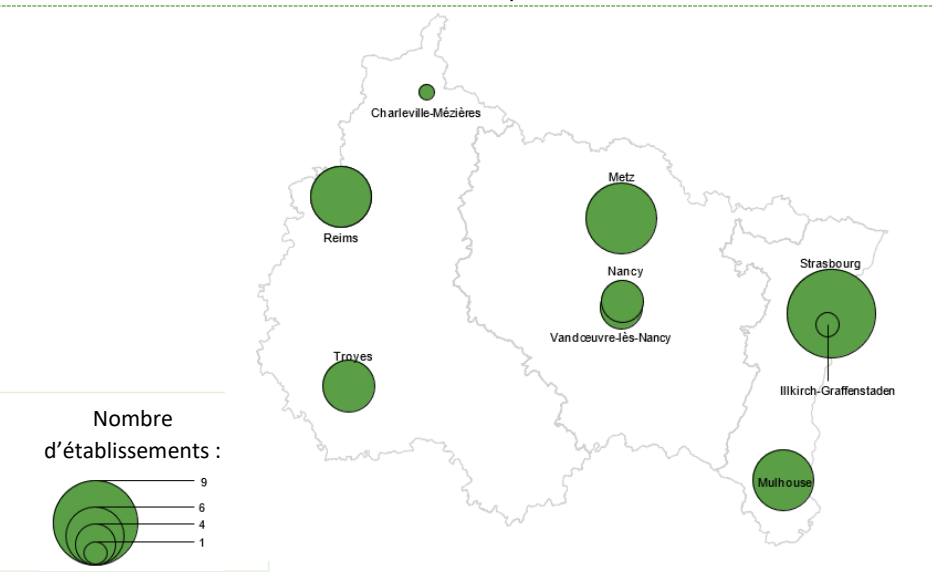 Charleville-Mézières
Metz
Reims
Nancy
Strasbourg
Vandœuvre-lès-Nancy
Troyes
Illkirch-Graffenstaden
Mulhouse
Nombre
d’établissements :
9
6
4
1